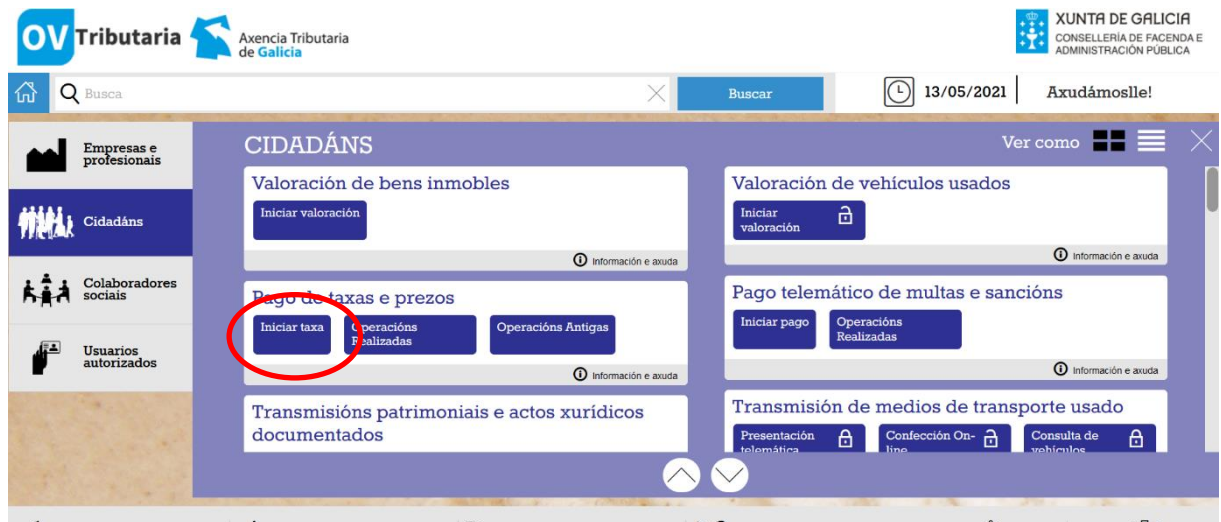 OV Tributaria
Axencia Tributaria
de Galicia
XUNTA DE GALICIA
CONSELLERÍA DE FACENDA E
ADMINISTRACIÓN PÚBLICA
Busca
Buscar
13/05/2021
Axudámoslle!
Empresas e
profesionais
Cidadáns
Colaboradores
sociais
Usuarios
autorizados
CIDADÁNS
Ver como
Valoración de bens inmobles
Iniciar valoración
Información e axuda
Valoración de vehículos usados
Iniciar
valoración
Información e axuda
Pago de taxas e prezos
Iniciar taxa
Operacións
Realizadas
Operacións Antigas
Información e axuda
Pago telemático de multas e sancións
Iniciar pago
Operacións
Realizadas
Información e axuda
Transmisións patrimoniais e actos xurídicos
documentados
Transmisión de medios de transporte usado
Presentación
telemática
Confección On-
line
Consulta de
vehículos